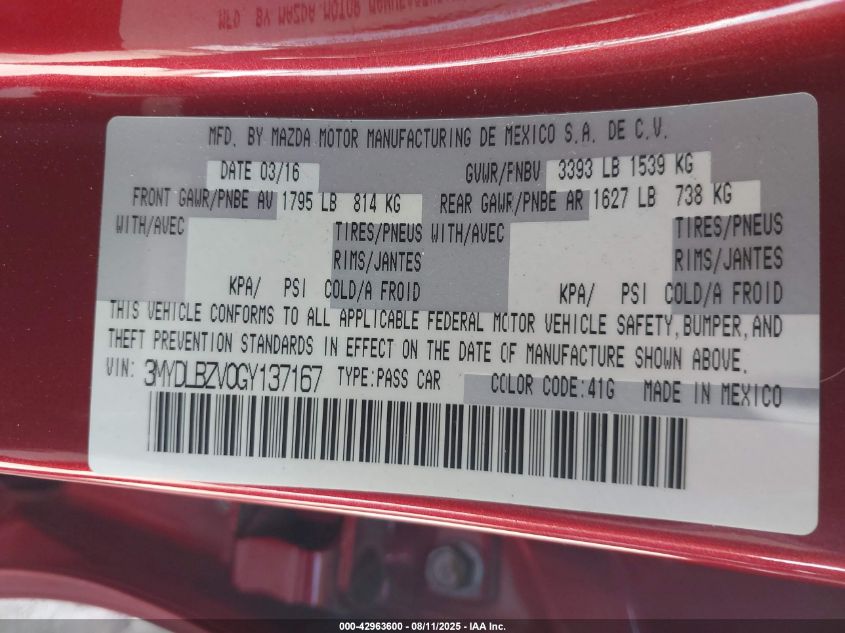 MFD. BY MAZDA MOTOR MANUFACTURING DE MEXICO S.A. DE C.V.
DATE 03/16 GVWR/PNBV 3393 LB 1539 KG
FRONT GAWR/PNBE AV 1795 LB 814 KG REAR GAWR/PNBE AR 1627 LB 738 KG
WITH/AVEC TIRES/PNEUS WITH/AVEC TIRES/PNEUS
RIMS/JANTES RIMS/JANTES
KPA/ PSI COLD/A FROID KPA/ PSI COLD/A FROID
THIS VEHICLE CONFORMS TO ALL APPLICABLE FEDERAL MOTOR VEHICLE SAFETY, BUMPER, AND
THEFT PREVENTION STANDARDS IN EFFECT ON THE DATE OF MANUFACTURE SHOWN ABOVE.
VIN: 3MYDLBZV0GY137167 TYPE:PASS CAR COLOR CODE:41G MADE IN MEXICO
000-42963600 - 08/11/2025 - IAA Inc.